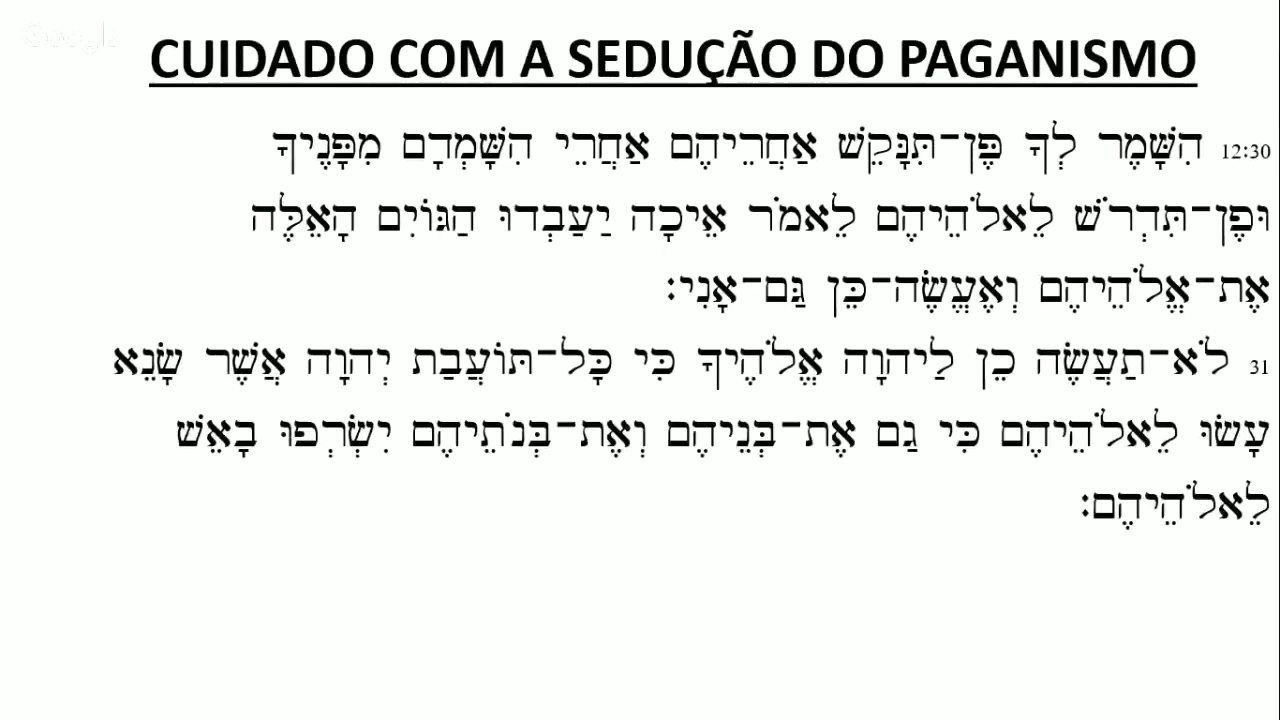 Google
CUIDADO COM A SEDUÇÃO DO PAGANISMO
12:30 הִשָּׁמֶר לְךָ פֶּן־תִּנָּקֵשׁ אַחֲרֵיהֶם אַחֲרֵי הִשָּׁמְדָם מִפָּנֶיךָ
וּפֶן־תִּדְרֹשׁ לֵאלֹהֵיהֶם לֵאמֹר אֵיכָה יַעַבְדוּ הַגּוֹיִם הָאֵלֶּה
אֶת־אֱלֹהֵיהֶם וְאֶעֱשֶׂה־כֵּן גַּם־אָנִי׃
31 לֹא־תַעֲשֶׂה כֵן לַיהוָה אֱלֹהֶיךָ כִּי כָּל־תּוֹעֲבַת יְהוָה אֲשֶׁר שָׂנֵא
עָשׂוּ לֵאלֹהֵיהֶם כִּי גַם אֶת־בְּנֵיהֶם וְאֶת־בְּנֹתֵיהֶם יִשְׂרְפוּ בָאֵשׁ
לֵאלֹהֵיהֶם׃